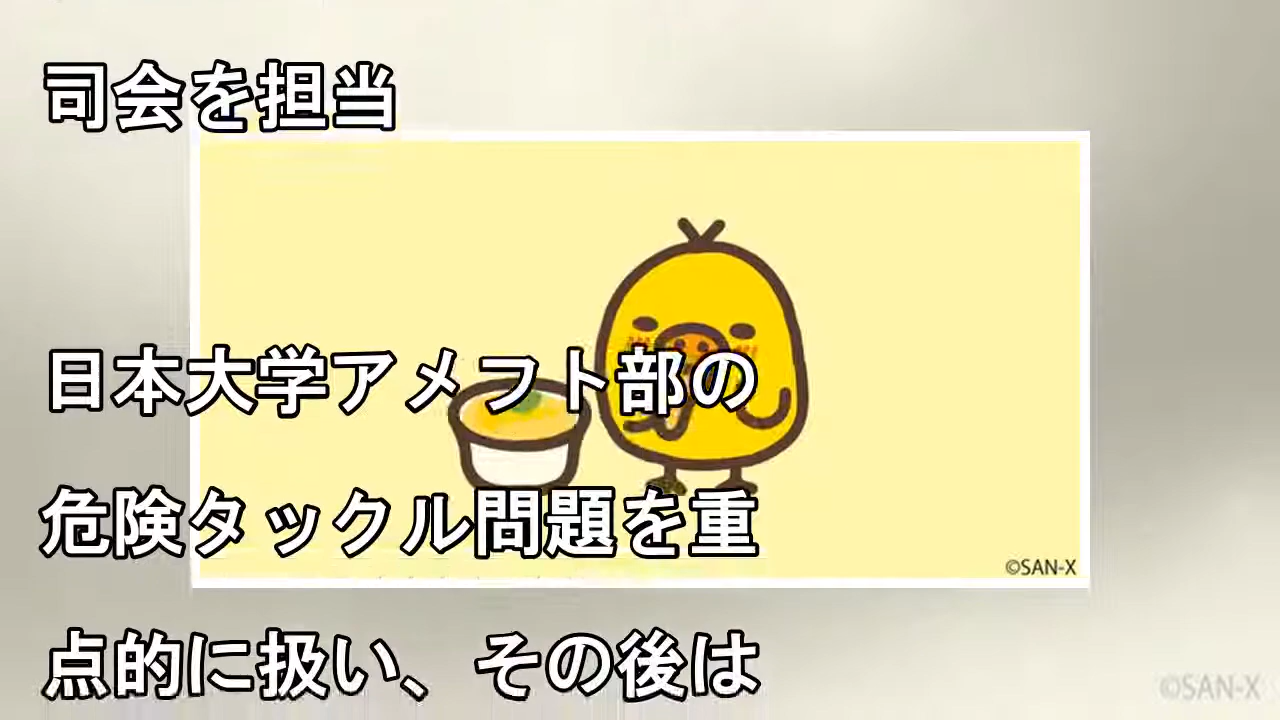 司会を担当
日本大学アメフト部の
危険タックル問題を重
©SAN-X
点的に扱い、その後は
©SAN-X